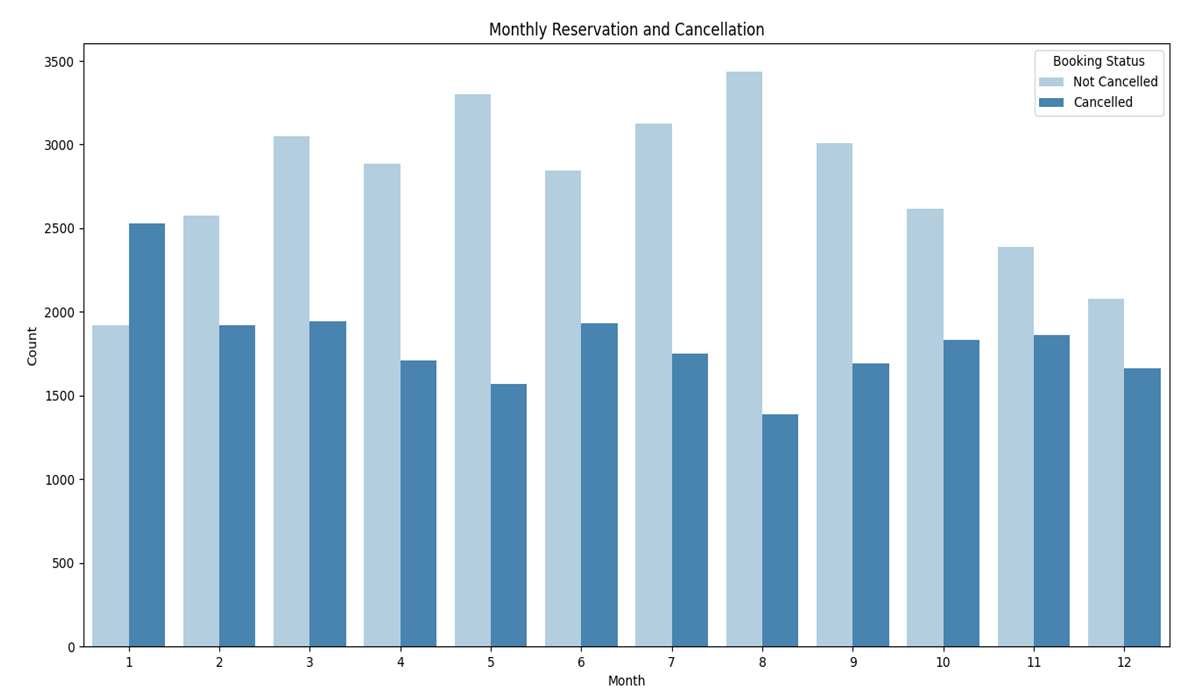 Monthly Reservation and Cancellation
Booking Status
Not Cancelled
Cancelled
3500
3000
2500
2000
1500
1000
500
0
Count
1 2 3 4 5 6 7 8 9 10 11 12
Month